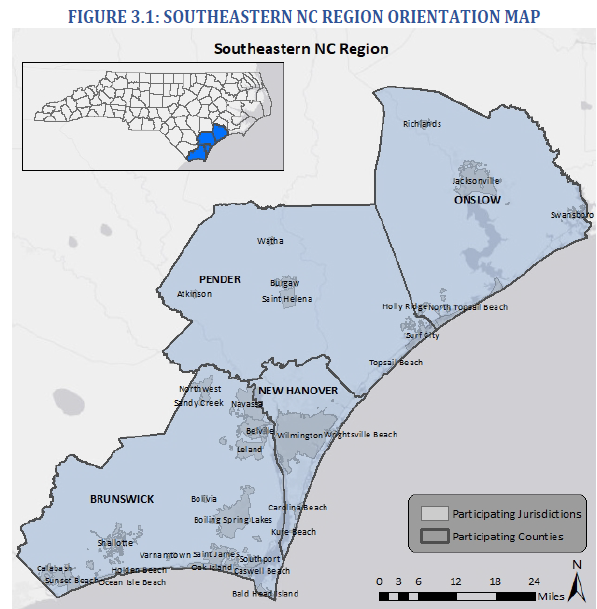 FIGURE 3.1: SOUTHEASTERN NC REGION ORIENTATION MAP
Southeastern NC Region
Richlands
Jacksonville
ONSLOW
Swansboro
Watha
PENDER
Burgaw
Atkinson
Saint Helena
Holly Ridge
North Topsail Beach
Surf City
Topsail Beach
Northwest
NEW HANOVER
Sandy Creek
Navassa
Belville
Wilmington
Wrightsville Beach
Leland
BRUNSWICK
Bolivia
Carolina Beach
Boiling Spring Lakes
Kure Beach
Shallotte
Varnamtown
Saint James
Southport
Calabash
Holden Beach
Oak Island
Caswell Beach
Sunset Beach
Ocean Isle Beach
Bald Head Island
Participating Jurisdictions
Participating Counties
N
0 3 6 12 18 24
Miles